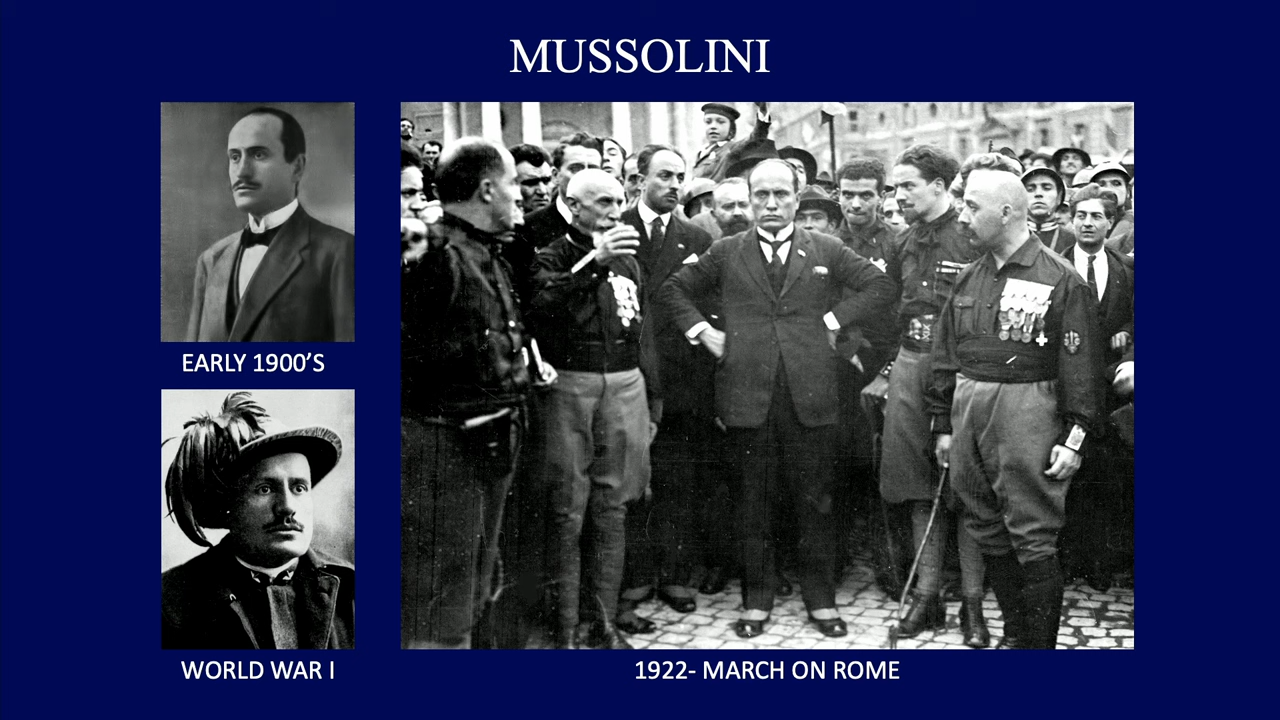 MUSSOLINI
EARLY 1900’S
WORLD WAR I
1922- MARCH ON ROME